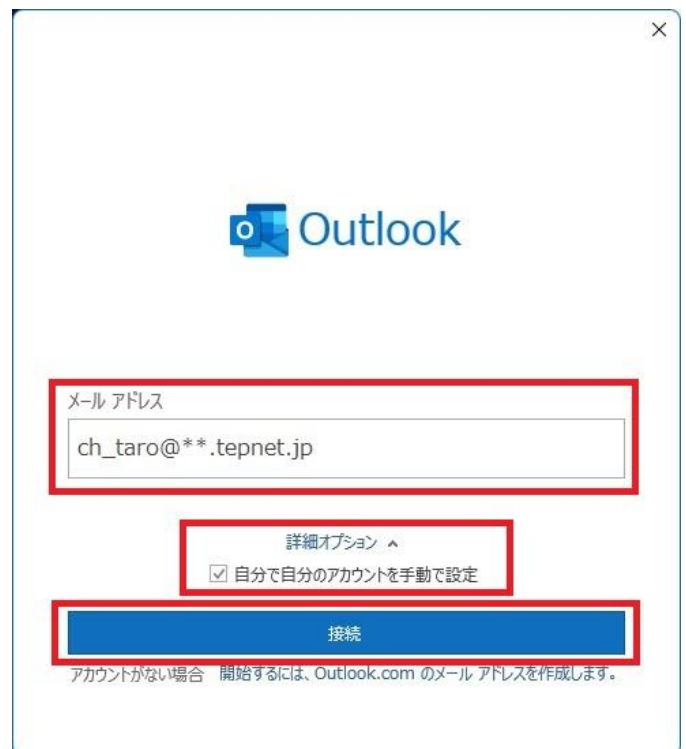 Outlook
メール アドレス
ch_taro@**.tepnet.jp
詳細オプション
自分で自分のアカウントを手動で設定
接続
アカウントがない場合 開始するには、Outlook.com のメール アドレスを作成します。